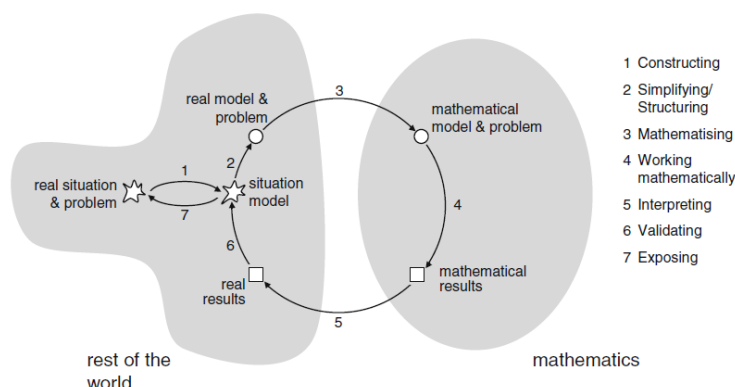 real model &
problem
3
mathematical
model & problem
1
2
real situation
& problem
situation
model
7
4
6
real
results
mathematical
results
5
rest of the
world
mathematics
1 Constructing
2 Simplifying/
Structuring
3 Mathematising
4 Working
mathematically
5 Interpreting
6 Validating
7 Exposing